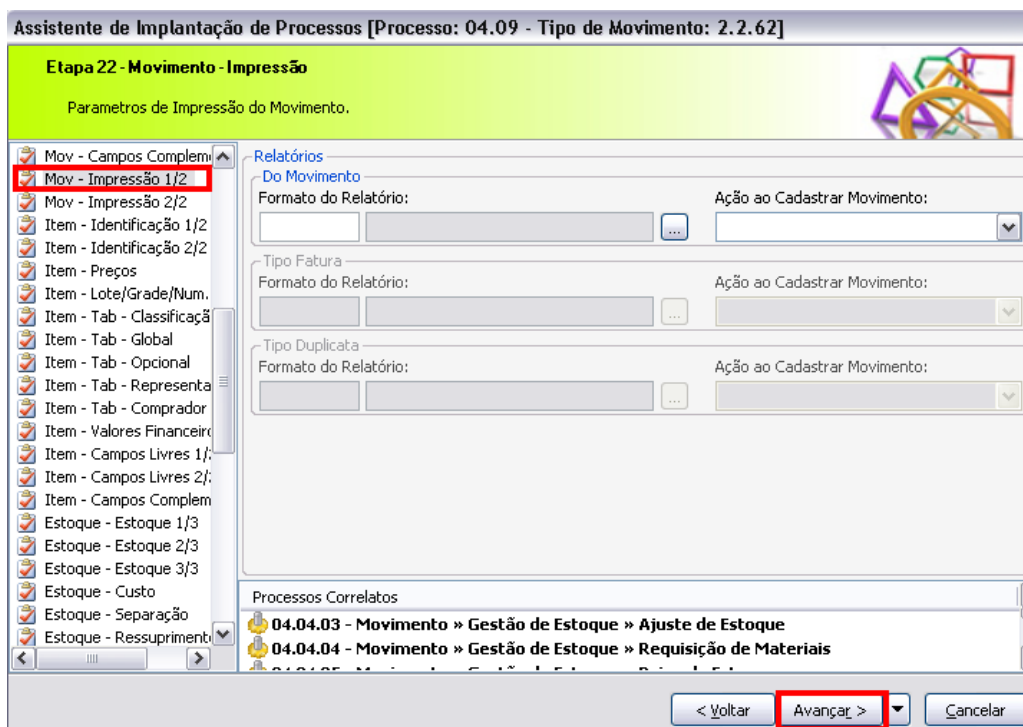 Assistente de Implantação de Processos [Processo: 04.09 - Tipo de Movimento: 2.2.62]
Etapa 22 - Movimento - Impressão
Parametros de Impressão do Movimento.
Mov - Campos Complem
Mov - Impressão 1/2
Mov - Impressão 2/2
Item - Identificação 1/2
Item - Identificação 2/2
Item - Preços
Item - Lote/Grade/Num.
Item - Tab - Classificaçã
Item - Tab - Global
Item - Tab - Opcional
Item - Tab - Representa
Item - Tab - Comprador
Item - Valores Financeiro
Item - Campos Livres 1/
Item - Campos Livres 2/
Item - Campos Complem
Estoque - Estoque 1/3
Estoque - Estoque 2/3
Estoque - Estoque 3/3
Estoque - Custo
Estoque - Separação
Estoque - Ressupriment
Relatórios
Do Movimento
Formato do Relatório: Ação ao Cadastrar Movimento:
...
Tipo Fatura
Formato do Relatório: Ação ao Cadastrar Movimento:
...
Tipo Duplicata
Formato do Relatório: Ação ao Cadastrar Movimento:
...
Processos Correlatos
04.04.03 - Movimento » Gestão de Estoque » Ajuste de Estoque
04.04.04 - Movimento » Gestão de Estoque » Requisição de Materiais
< Voltar Avançar > Cancelar